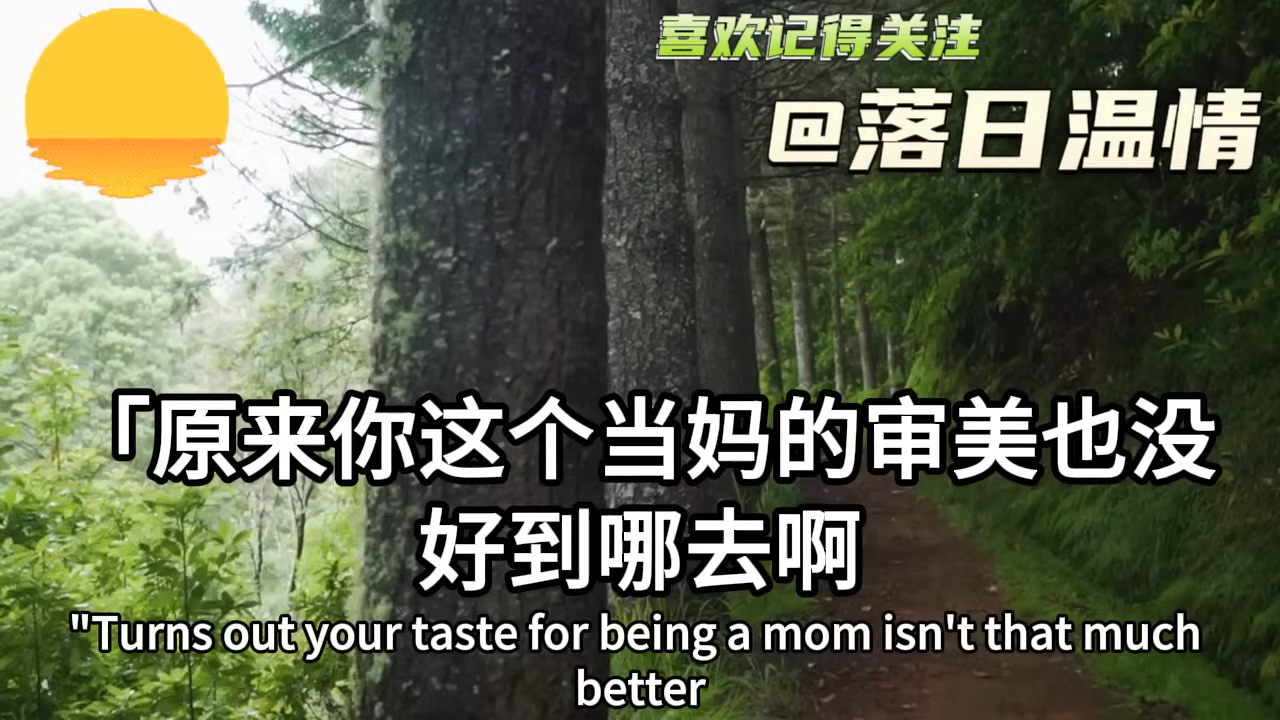 喜欢记得关注
@落日温情
「原来你这个当妈的审美也没
好到哪去啊
"Turns out your taste for being a mom isn't that much
better